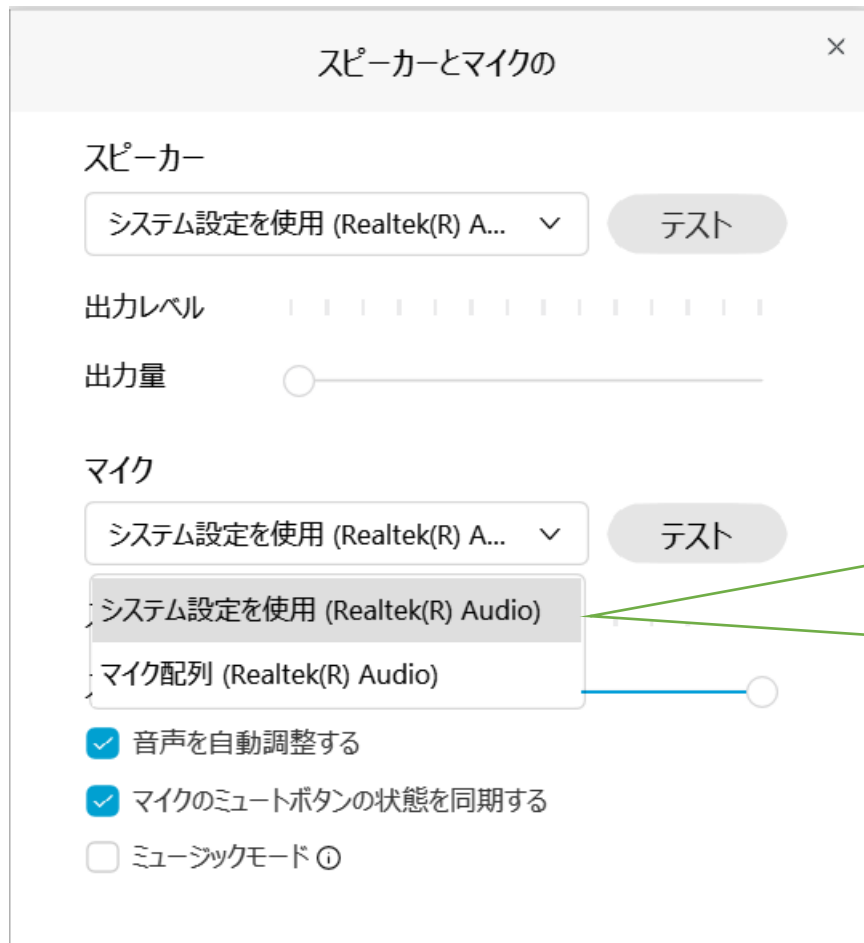 スピーカーとマイクの
スピーカー
システム設定を使用 (Realtek(R) A...
テスト
出力レベル
出力量
マイク
システム設定を使用 (Realtek(R) A...
テスト
システム設定を使用 (Realtek(R) Audio)
マイク配列 (Realtek(R) Audio)
音声を自動調整する
マイクのミュートボタンの状態を同期する
ミュージックモード